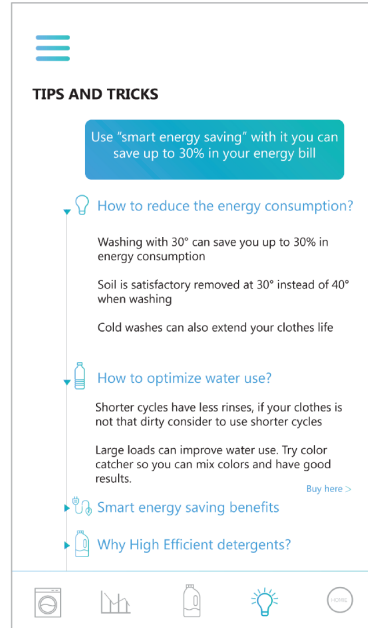 TIPS AND TRICKS
Use “smart energy saving” with it you can
save up to 30% in your energy bill
How to reduce the energy consumption?
Washing with 30° can save you up to 30% in
energy consumption
Soil is satisfactory removed at 30° instead of 40°
when washing
Cold washes can also extend your clothes life
How to optimize water use?
Shorter cycles have less rinses, if your clothes is
not that dirty consider to use shorter cycles
Large loads can improve water use. Try color
catcher so you can mix colors and have good
results.
Buy here >
Smart energy saving benefits
Why High Efficient detergents?